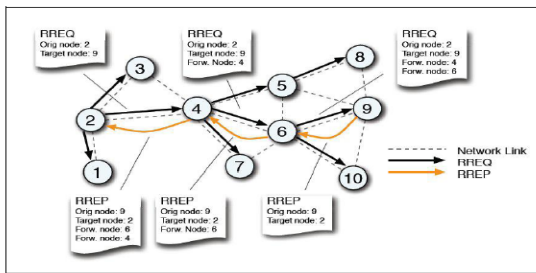 RREQ
Orig node: 2
Target node: 9
RREQ
Orig node: 2
Target node: 9
Forw. Node: 4
RREQ
Orig node: 2
Target node: 9
Forw. node: 4
Forw. node: 6
3
8
5
2
4
9
6
1
7
10
Network Link
RREQ
RREP
RREP
Orig node: 9
Target node: 2
Forw. node: 6
Forw. node: 4
RREP
Orig node: 9
Target node: 2
Forw. Node: 6
RREP
Orig node: 9
Target node: 2